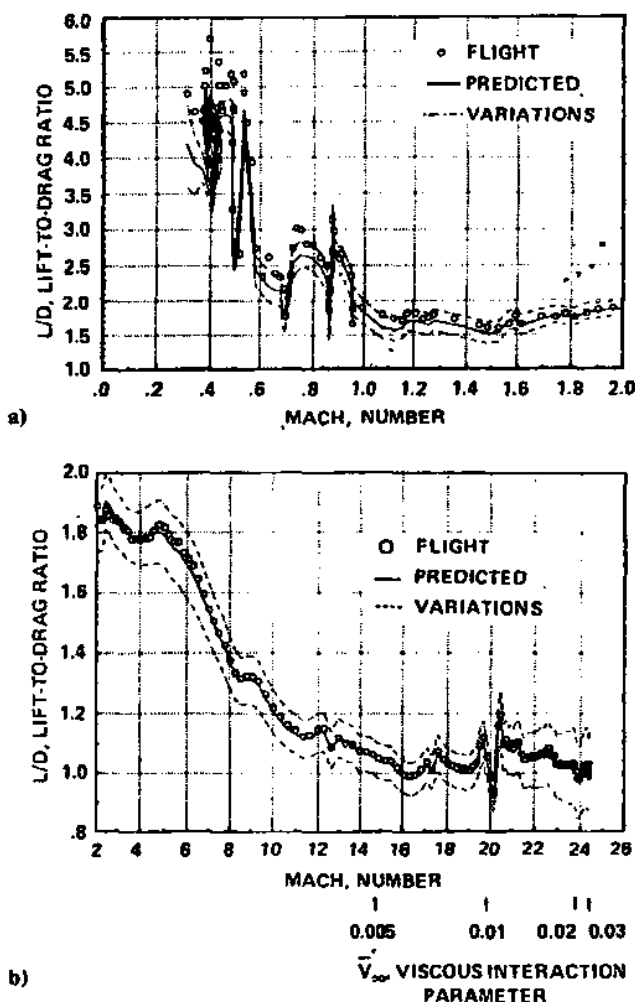 6.0
5.5
5.0
4.5
4.0
3.5
3.0
2.5
2.0
1.5
1.0
L/D, LIFT-TO-DRAG RATIO
FLIGHT
PREDICTED
VARIATIONS
.0 .2 .4 .6 .8 1.0 1.2 1.4 1.6 1.8 2.0
MACH, NUMBER
a)
2.0
1.8
1.6
1.4
1.2
1.0
.8
L/D, LIFT-TO-DRAG RATIO
FLIGHT
PREDICTED
VARIATIONS
2 4 6 8 10 12 14 16 18 20 22 24 26
MACH, NUMBER
0.005 0.01 0.02 0.03
V̅'∞, VISCOUS INTERACTION
PARAMETER
b)